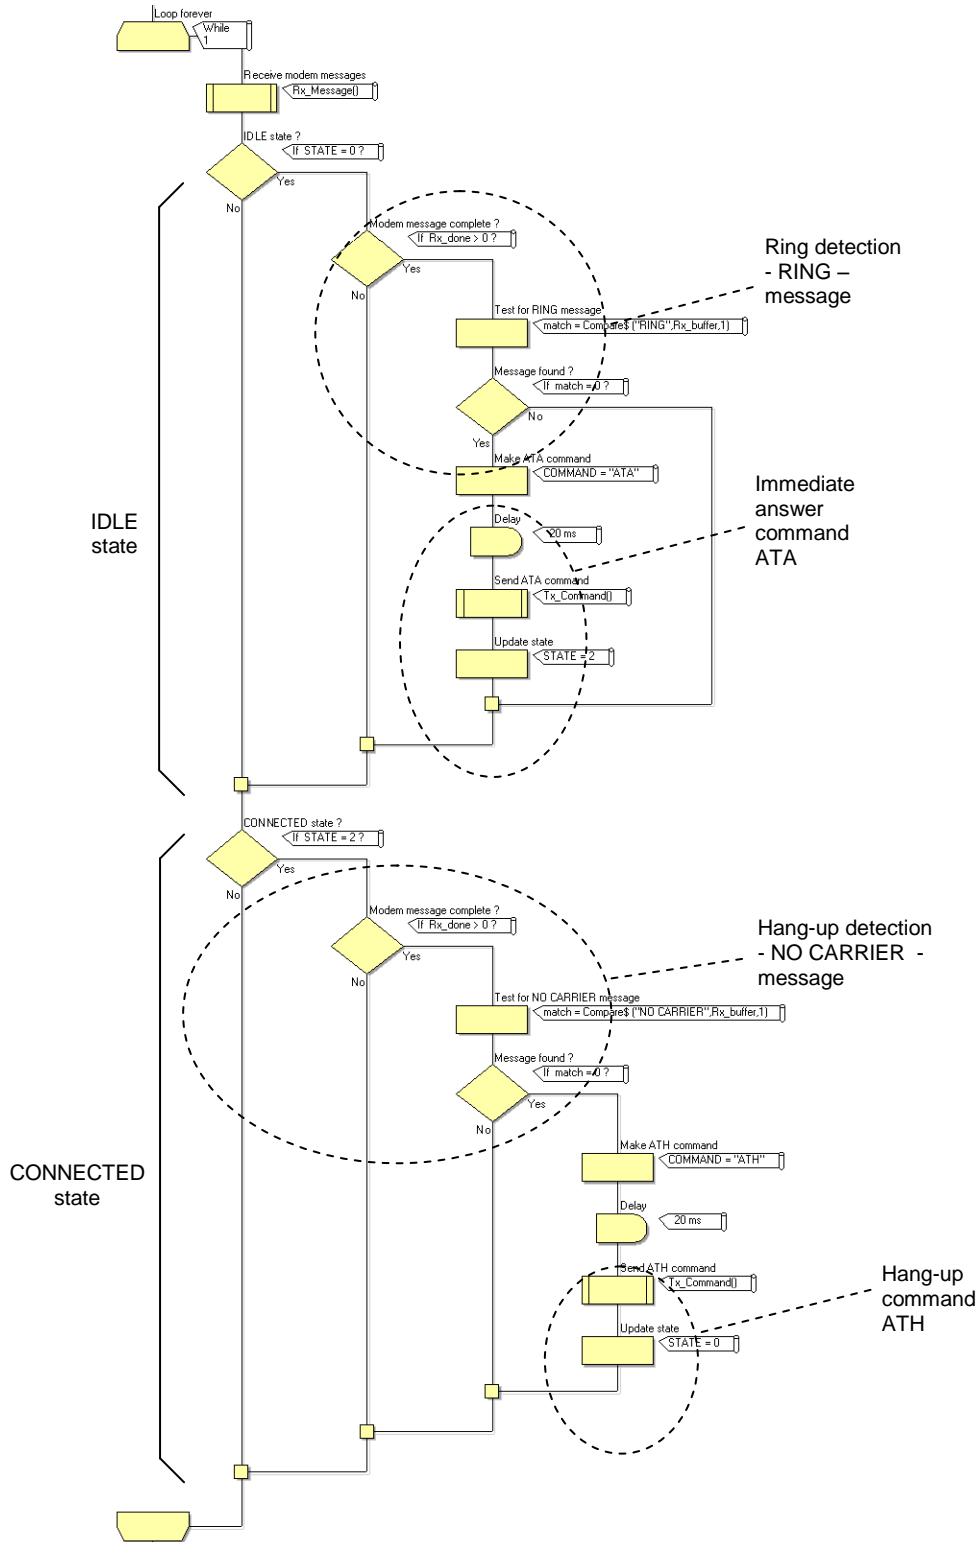 Loop forever
While
1
Receive modem messages
Rx_Message()
IDLE state ?
If STATE = 0 ?
Yes
No
Modem message complete ?
If Rx_done > 0 ?
Yes
No
Ring detection
- RING –
message
Test for RING message
match = Compare$ ("RING",Rx_buffer,1)
Message found ?
If match = 0 ?
No
Yes
Make ATA command
COMMAND = "ATA"
Immediate
answer
command
ATA
IDLE
state
Delay
20 ms
Send ATA command
Tx_Command()
Update state
STATE = 2
CONNECTED state ?
If STATE = 2 ?
Yes
No
Modem message complete ?
If Rx_done > 0 ?
Yes
No
Hang-up detection
- NO CARRIER -
message
Test for NO CARRIER message
match = Compare$ ("NO CARRIER",Rx_buffer,1)
Message found ?
If match = 0 ?
Yes
No
CONNECTED
state
Make ATH command
COMMAND = "ATH"
Delay
20 ms
Send ATH command
Tx_Command()
Hang-up
command
ATH
Update state
STATE = 0